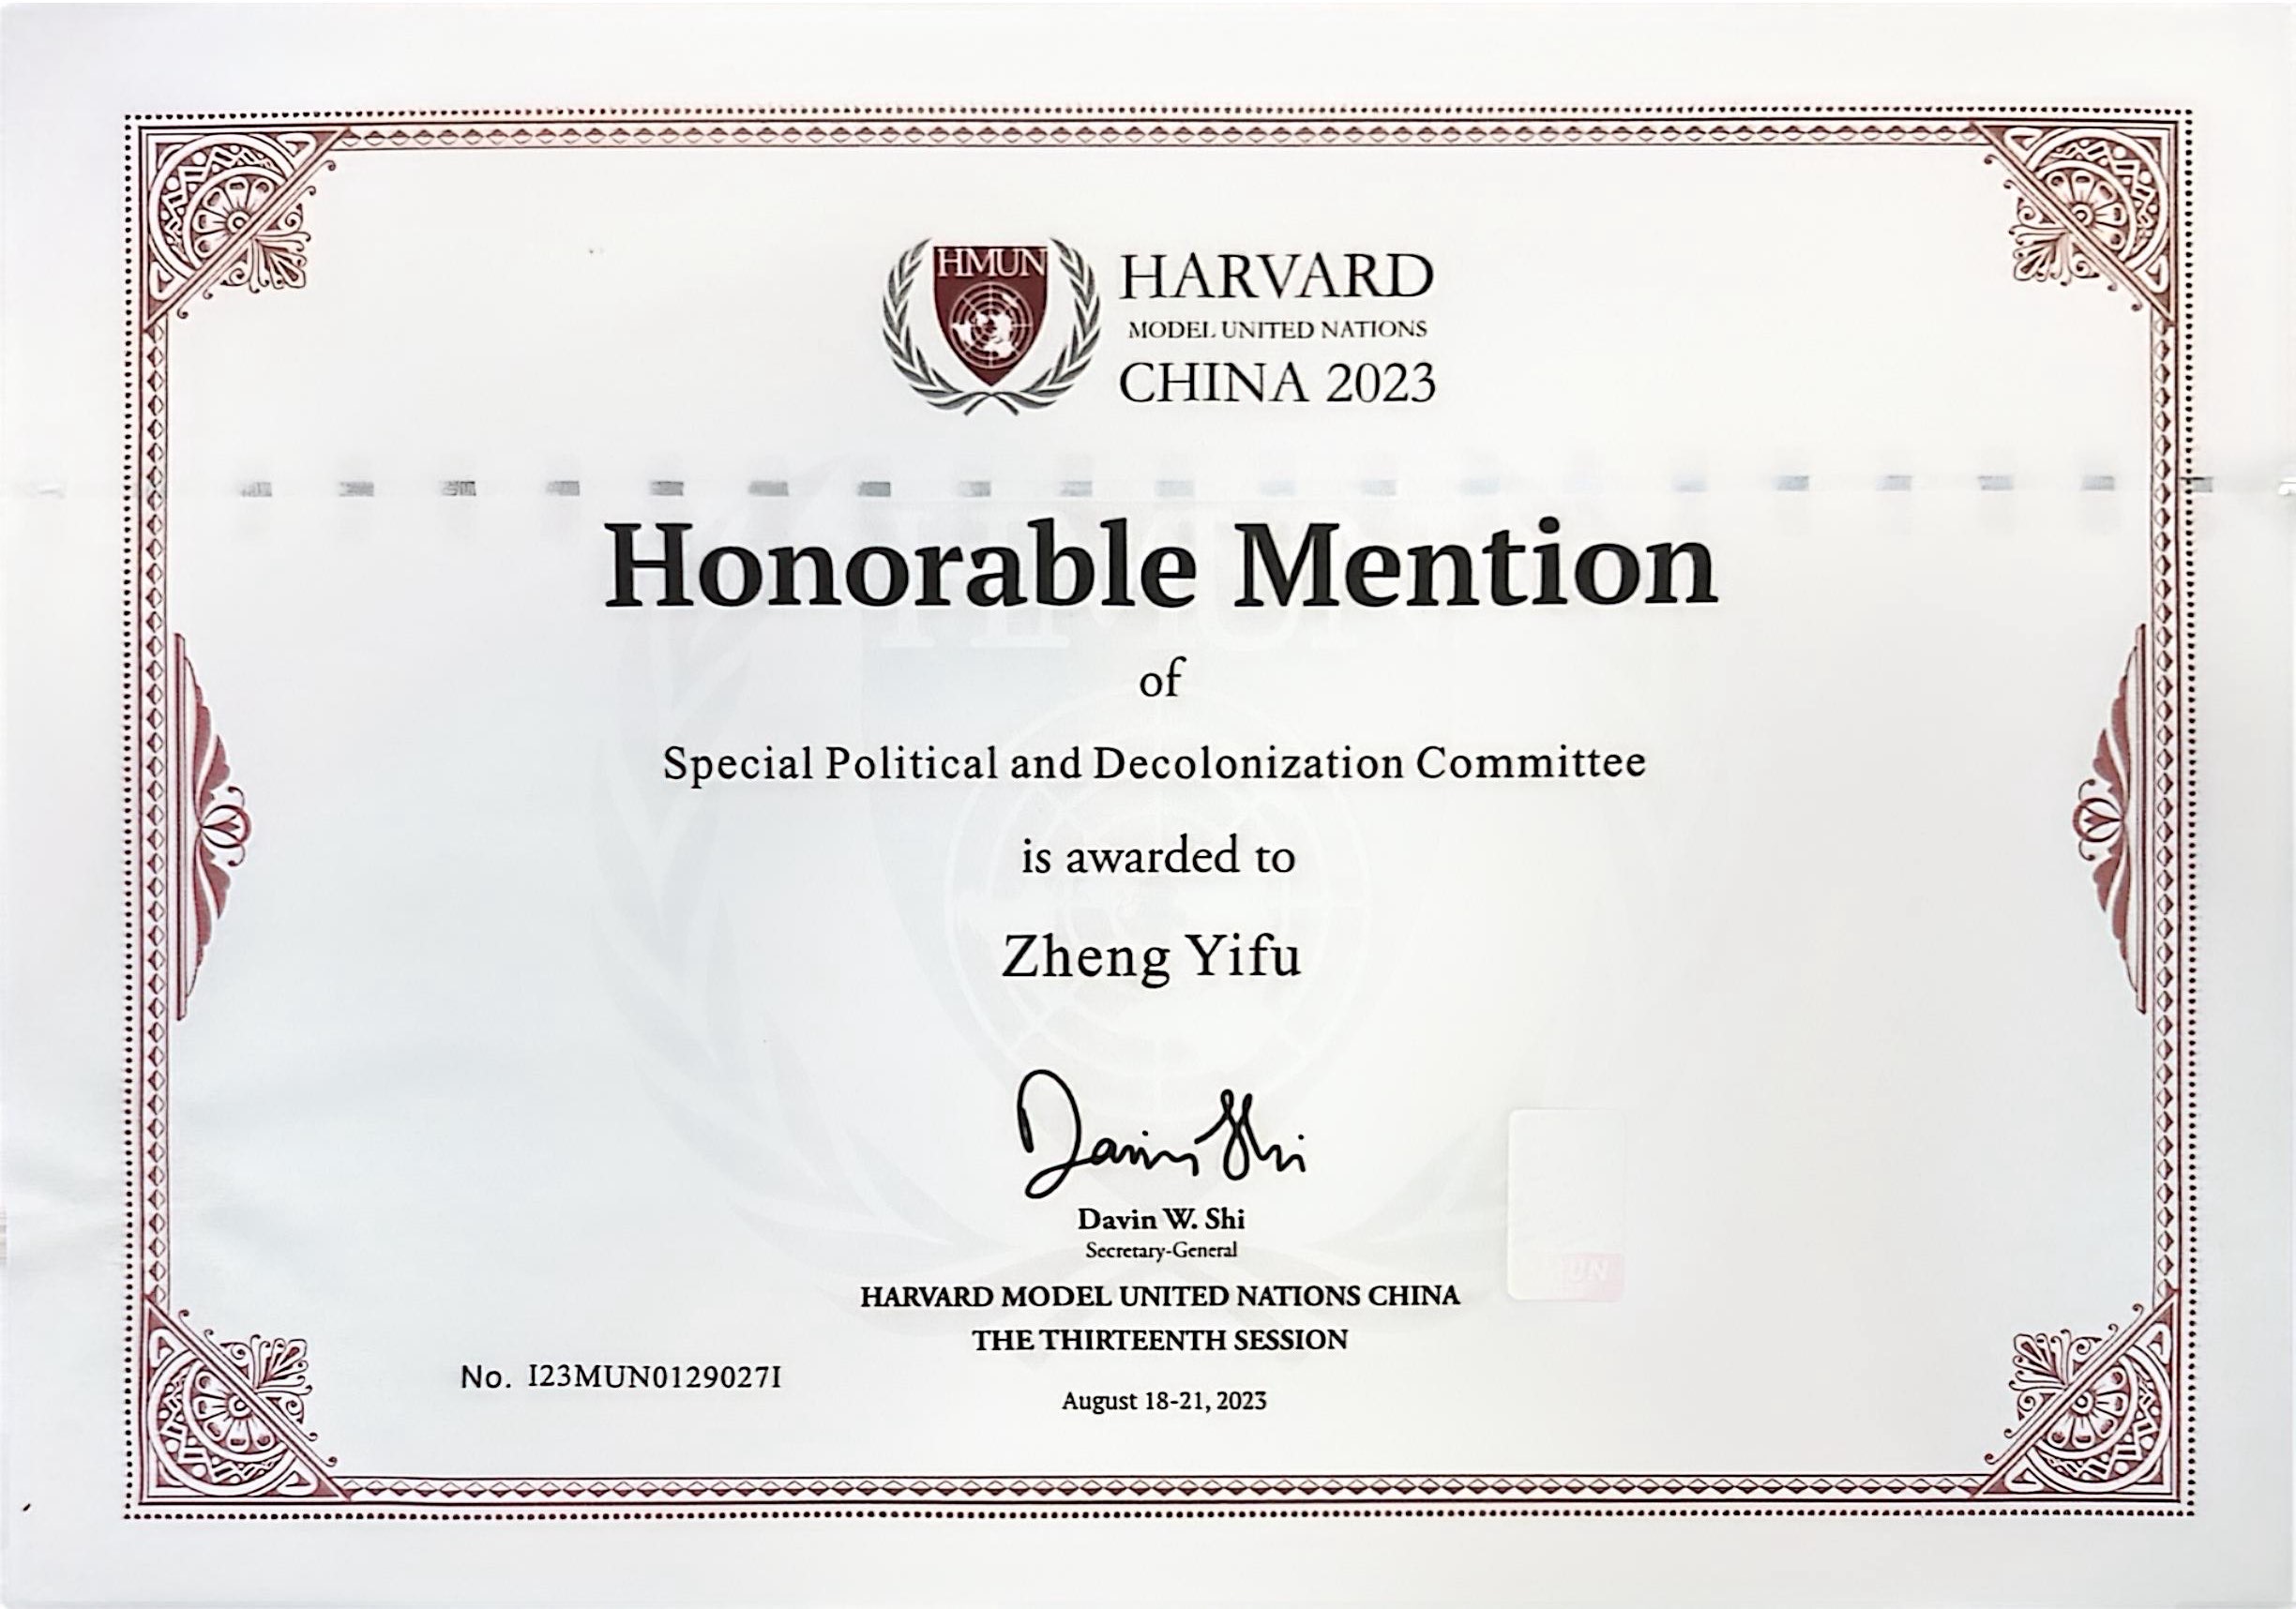 HMUN
HARVARD
MODEL UNITED NATIONS
CHINA 2023
Honorable Mention
of
Special Political and Decolonization Committee
is awarded to
Zheng Yifu
Davin Shi
Davin W. Shi
Secretary-General
HARVARD MODEL UNITED NATIONS CHINA
THE THIRTEENTH SESSION
No. I23MUN0129027I
August 18-21, 2023